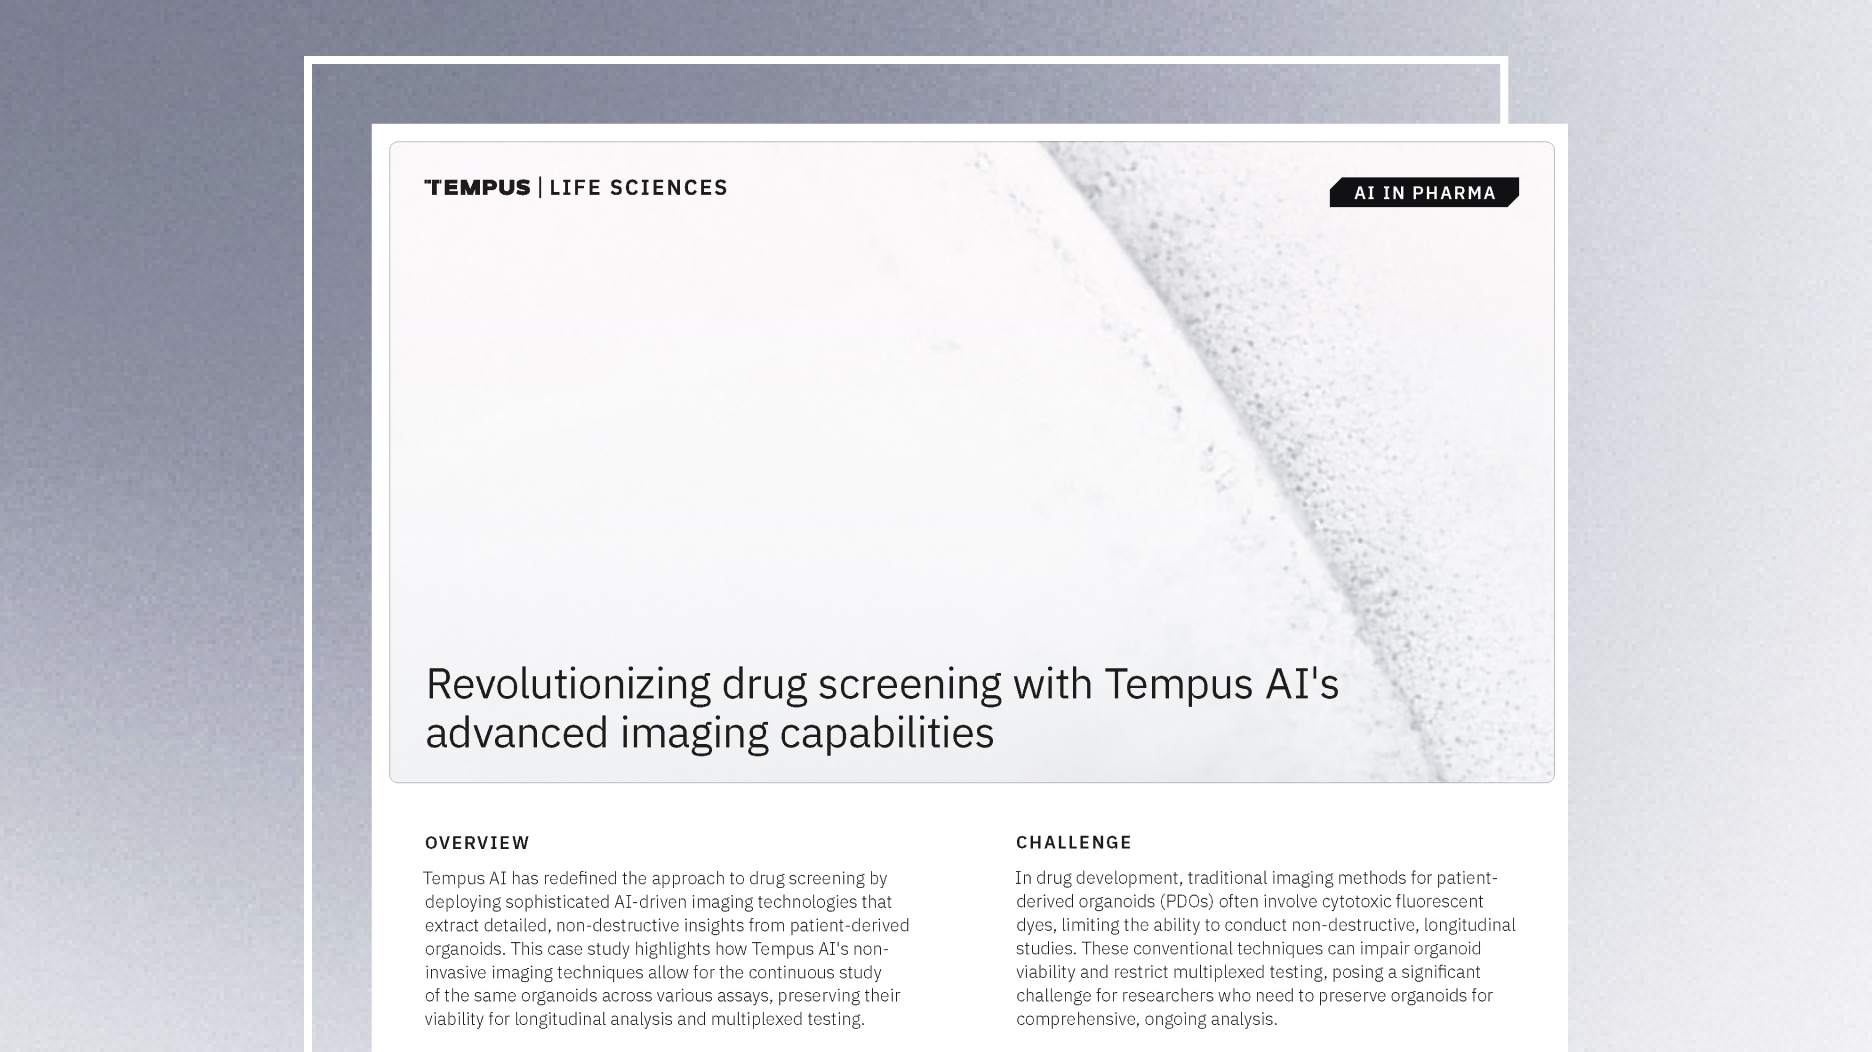 TEMPUS | LIFE SCIENCES
AI IN PHARMA
Revolutionizing drug screening with Tempus AI's
advanced imaging capabilities
OVERVIEW
Tempus AI has redefined the approach to drug screening by
deploying sophisticated AI-driven imaging technologies that
extract detailed, non-destructive insights from patient-derived
organoids. This case study highlights how Tempus AI's non-
invasive imaging techniques allow for the continuous study
of the same organoids across various assays, preserving their
viability for longitudinal analysis and multiplexed testing.
CHALLENGE
In drug development, traditional imaging methods for patient-
derived organoids (PDOs) often involve cytotoxic fluorescent
dyes, limiting the ability to conduct non-destructive, longitudinal
studies. These conventional techniques can impair organoid
viability and restrict multiplexed testing, posing a significant
challenge for researchers who need to preserve organoids for
comprehensive, ongoing analysis.